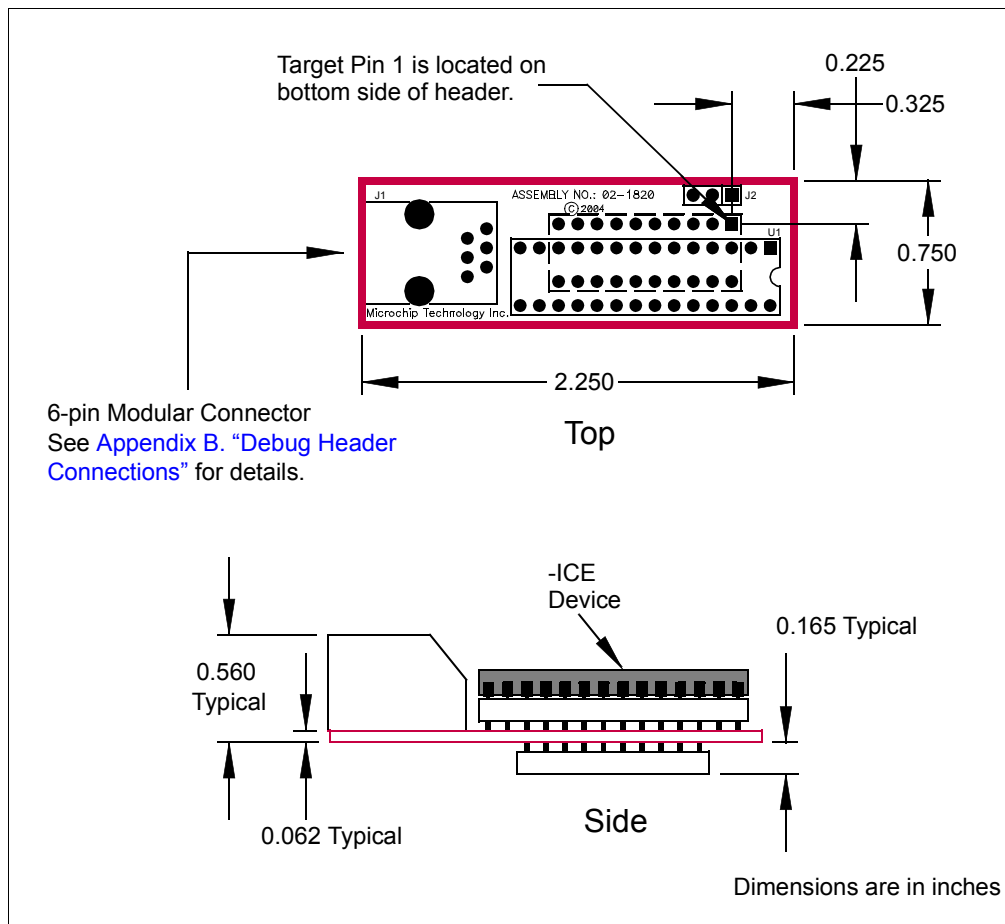 Target Pin 1 is located on
bottom side of header.
0.225
0.325
J1
ASSEMBLY NO.: 02-1820
©2004
J2
U1
0.750
Microchip Technology Inc.
2.250
6-pin Modular Connector
See Appendix B. “Debug Header
Connections” for details.
Top
-ICE
Device
0.165 Typical
0.560
Typical
0.062 Typical
Side
Dimensions are in inches